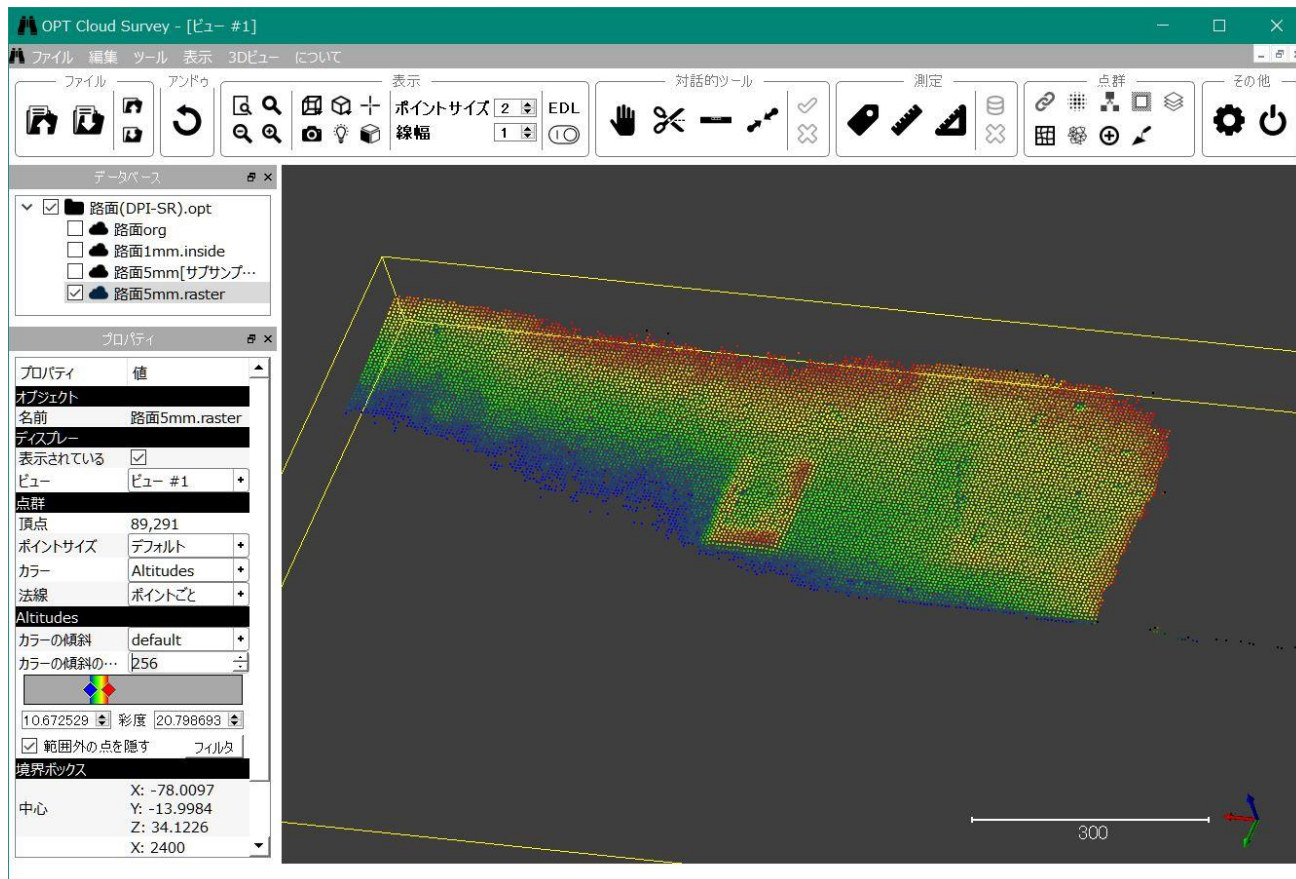 OPT Cloud Survey - [ビュー #1]
ファイル 編集 ツール 表示 3Dビュー について
ファイル アンドゥ 表示 対話的ツール 測定 点群 その他
ポイントサイズ 2 EDL
線幅 1
データベース
路面(DPI-SR).opt
路面org
路面1mm.inside
路面5mm[サブサンプ…
路面5mm.raster
プロパティ
プロパティ 値
オブジェクト
名前 路面5mm.raster
ディスプレー
表示されている
ビュー ビュー #1
点群
頂点 89,291
ポイントサイズ デフォルト
カラー Altitudes
法線 ポイントごと
Altitudes
カラーの傾斜 default
カラーの傾斜の… 256
10.672529 彩度 20.798693
範囲外の点を隠す フィルタ
境界ボックス
中心 X: -78.0097
Y: -13.9984
Z: 34.1226
X: 2400
300